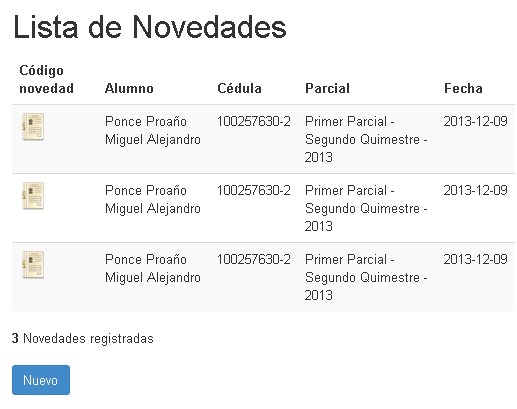 Lista de Novedades
Código
novedad Alumno Cédula Parcial Fecha
Ponce Proaño 100257630-2 Primer Parcial - 2013-12-09
Miguel Alejandro Segundo Quimestre -
2013
Ponce Proaño 100257630-2 Primer Parcial - 2013-12-09
Miguel Alejandro Segundo Quimestre -
2013
Ponce Proaño 100257630-2 Primer Parcial - 2013-12-09
Miguel Alejandro Segundo Quimestre -
2013
3 Novedades registradas
Nuevo